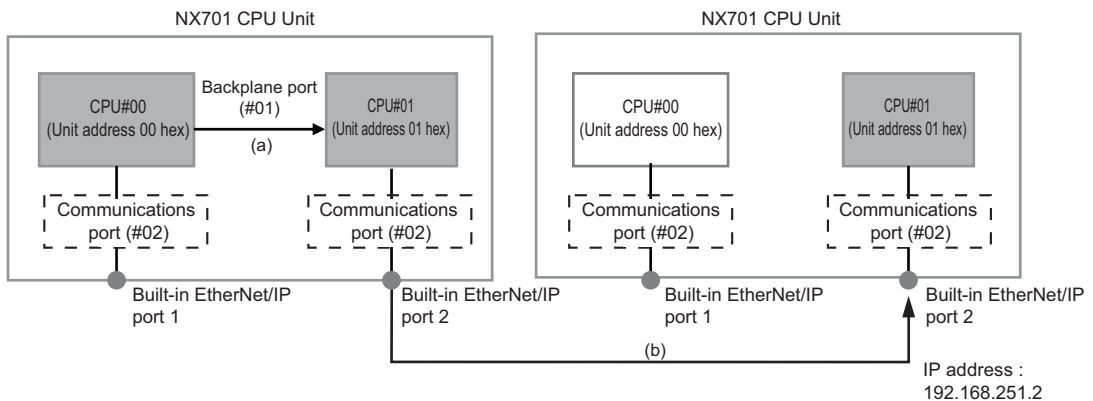 NX701 CPU Unit
NX701 CPU Unit
CPU#00
(Unit address 00 hex)
Backplane port
(#01)
(a)
CPU#01
(Unit address 01 hex)
CPU#00
(Unit address 00 hex)
CPU#01
(Unit address 01 hex)
Communications
port (#02)
Communications
port (#02)
Communications
port (#02)
Communications
port (#02)
Built-in EtherNet/IP
port 1
Built-in EtherNet/IP
port 2
Built-in EtherNet/IP
port 1
Built-in EtherNet/IP
port 2
(b)
IP address :
192.168.251.2